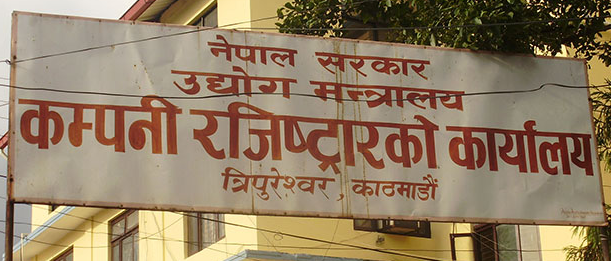 नेपाल सरकार
उद्योग मन्त्रालय
कम्पनी रजिष्ट्रारको कार्यालय
त्रिपुरेश्वर, काठमाडौं